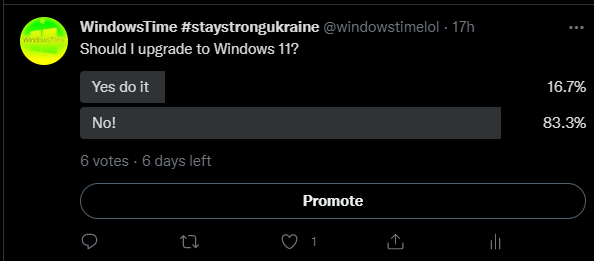 WindowsTime #staystrongukraine @windowstimelol · 17h
Should I upgrade to Windows 11?
Yes do it 16.7%
No! 83.3%
6 votes · 6 days left
Promote
1